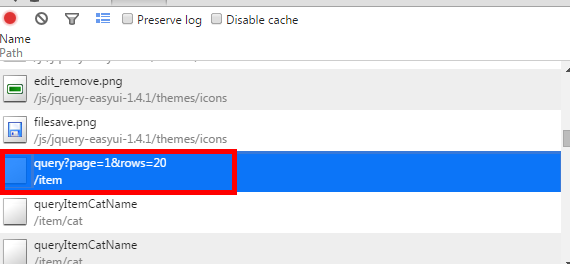 Preserve log Disable cache
Name
Path
edit_remove.png
/js/jquery-easyui-1.4.1/themes/icons
filesave.png
/js/jquery-easyui-1.4.1/themes/icons
query?page=1&rows=20
/item
queryItemCatName
/item/cat
queryItemCatName
/item/cat